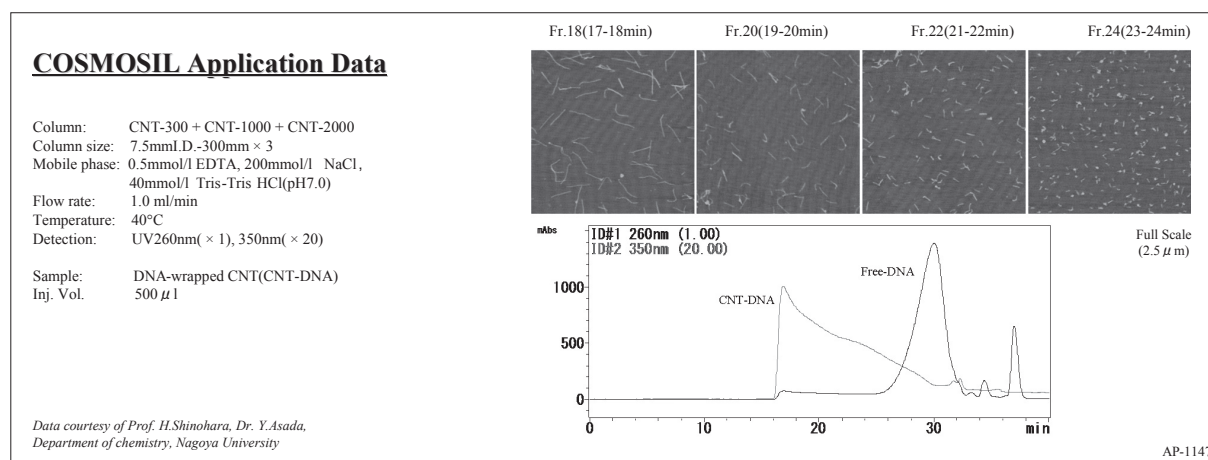 COSMOSIL Application Data
Column: CNT-300 + CNT-1000 + CNT-2000
Column size: 7.5mmI.D.-300mm × 3
Mobile phase: 0.5mmol/l EDTA, 200mmol/l NaCl,
40mmol/l Tris-Tris HCl(pH7.0)
Flow rate: 1.0 ml/min
Temperature: 40°C
Detection: UV260nm( × 1), 350nm( × 20)
Sample: DNA-wrapped CNT(CNT-DNA)
Inj. Vol. 500 μl
Data courtesy of Prof. H.Shinohara, Dr. Y.Asada,
Department of chemistry, Nagoya University
Fr.18(17-18min) Fr.20(19-20min) Fr.22(21-22min) Fr.24(23-24min)
Full Scale
(2.5 μm)
mAbs
ID#1 260nm (1.00)
ID#2 350nm (20.00)
Free-DNA
CNT-DNA
1000
500
0
0 10 20 30 min
AP-1147